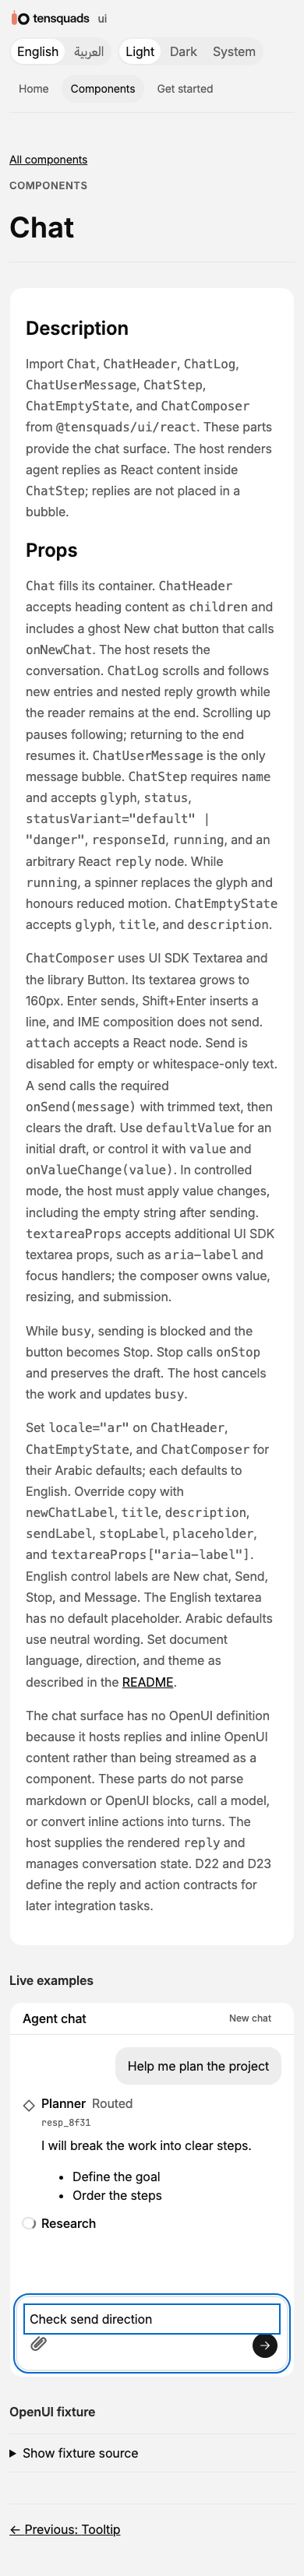 tensquads ui
English العربية Light Dark System
Home Components Get started
All components
COMPONENTS
Chat
Description
Import Chat, ChatHeader, ChatLog,
ChatUserMessage, ChatStep,
ChatEmptyState, and ChatComposer
from @tensquads/ui/react. These parts
provide the chat surface. The host renders
agent replies as React content inside
ChatStep; replies are not placed in a
bubble.
Props
Chat fills its container. ChatHeader
accepts heading content as children and
includes a ghost New chat button that calls
onNewChat. The host resets the
conversation. ChatLog scrolls and follows
new entries and nested reply growth while
the reader remains at the end. Scrolling up
pauses following; returning to the end
resumes it. ChatUserMessage is the only
message bubble. ChatStep requires name
and accepts glyph, status,
statusVariant="default" |
"danger", responseId, running, and an
arbitrary React reply node. While
running, a spinner replaces the glyph and
honours reduced motion. ChatEmptyState
accepts glyph, title, and description.
ChatComposer uses UI SDK Textarea and
the library Button. Its textarea grows to
160px. Enter sends, Shift+Enter inserts a
line, and IME composition does not send.
attach accepts a React node. Send is
disabled for empty or whitespace-only text.
A send calls the required
onSend(message) with trimmed text, then
clears the draft. Use defaultValue for an
initial draft, or control it with value and
onValueChange(value). In controlled
mode, the host must apply value changes,
including the empty string after sending.
textareaProps accepts additional UI SDK
textarea props, such as aria-label and
focus handlers; the composer owns value,
resizing, and submission.
While busy, sending is blocked and the
button becomes Stop. Stop calls onStop
and preserves the draft. The host cancels
the work and updates busy.
Set locale="ar" on ChatHeader,
ChatEmptyState, and ChatComposer for
their Arabic defaults; each defaults to
English. Override copy with
newChatLabel, title, description,
sendLabel, stopLabel, placeholder,
and textareaProps["aria-label"].
English control labels are New chat, Send,
Stop, and Message. The English textarea
has no default placeholder. Arabic defaults
use neutral wording. Set document
language, direction, and theme as
described in the README.
The chat surface has no OpenUI definition
because it hosts replies and inline OpenUI
content rather than being streamed as a
component. These parts do not parse
markdown or OpenUI blocks, call a model,
or convert inline actions into turns. The
host supplies the rendered reply and
manages conversation state. D22 and D23
define the reply and action contracts for
later integration tasks.
Live examples
Agent chat New chat
Help me plan the project
Planner Routed
resp_8f31
I will break the work into clear steps.
• Define the goal
• Order the steps
Research
Check send direction
OpenUI fixture
Show fixture source
← Previous: Tooltip